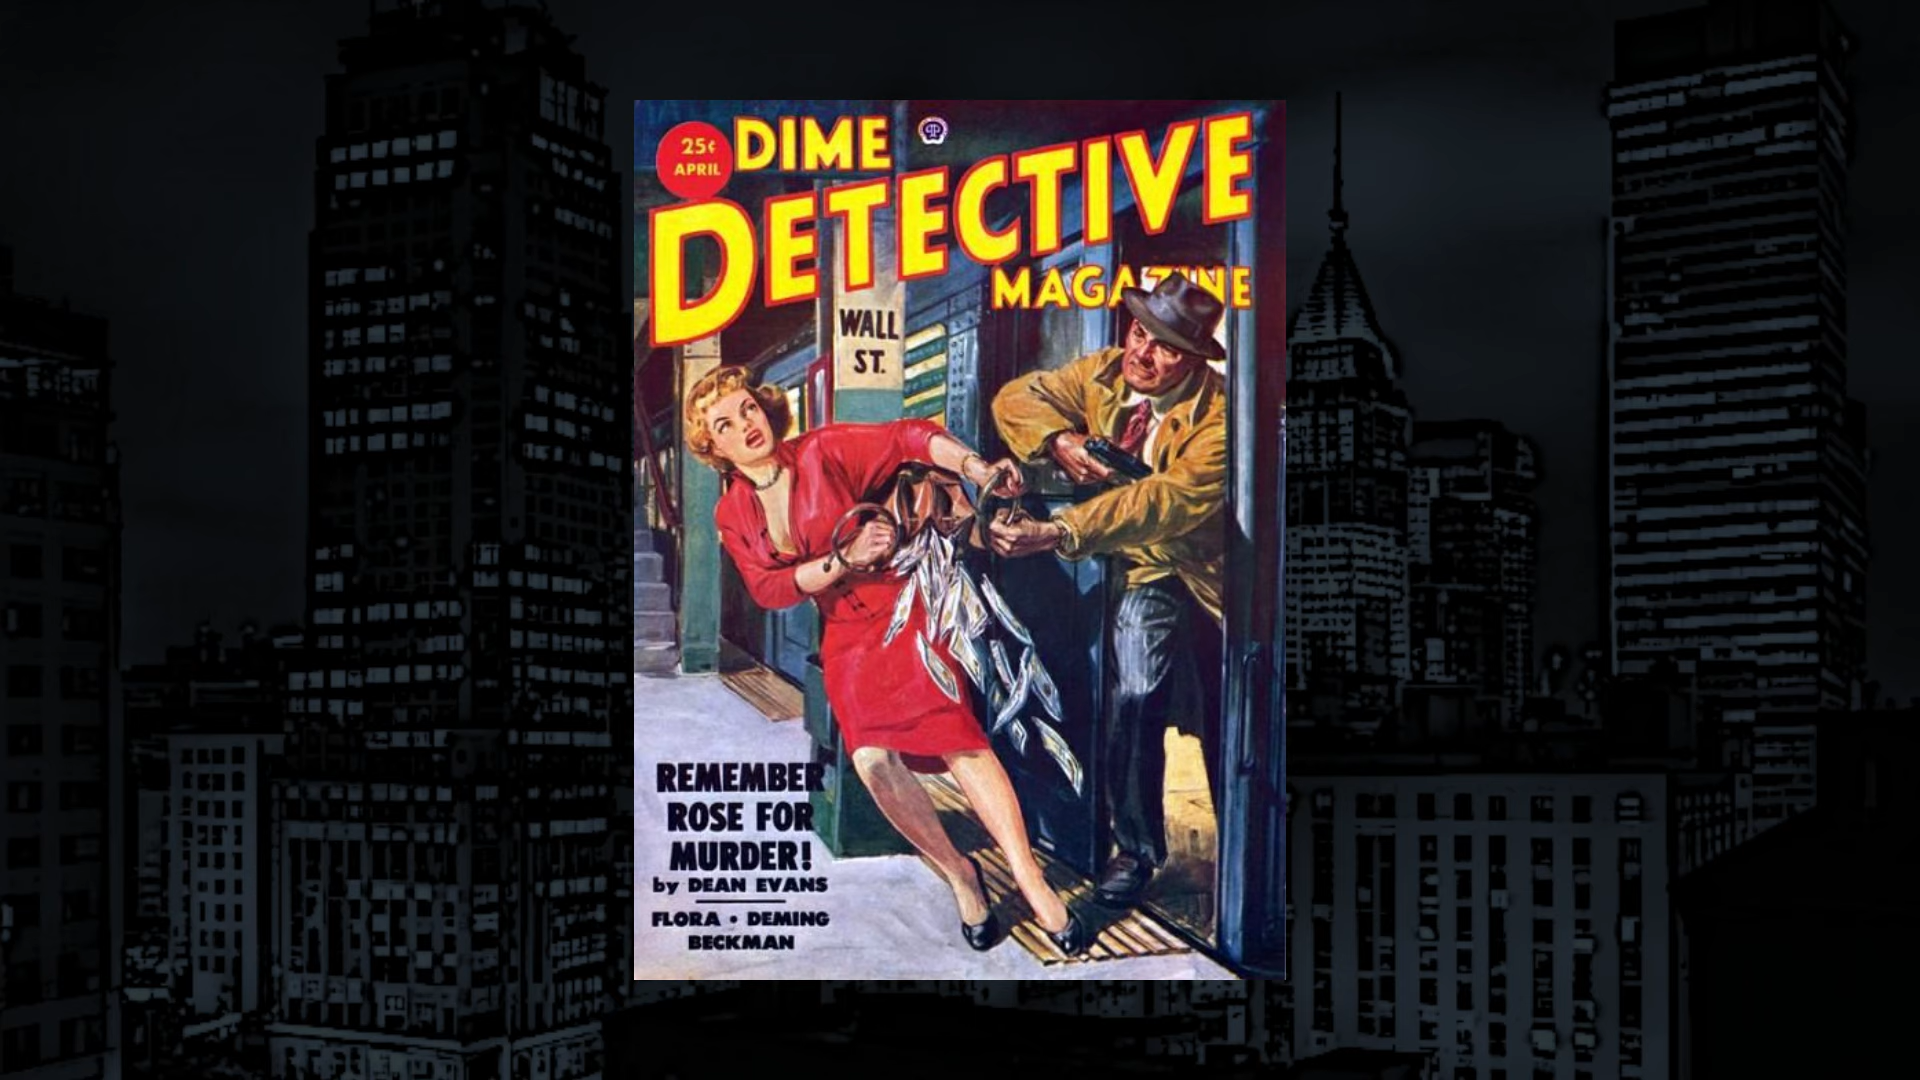 25¢
APRIL
DIME
DETECTIVE
MAGAZINE
WALL
ST.
REMEMBER
ROSE FOR
MURDER!
by DEAN EVANS
FLORA • DEMING
BECKMAN